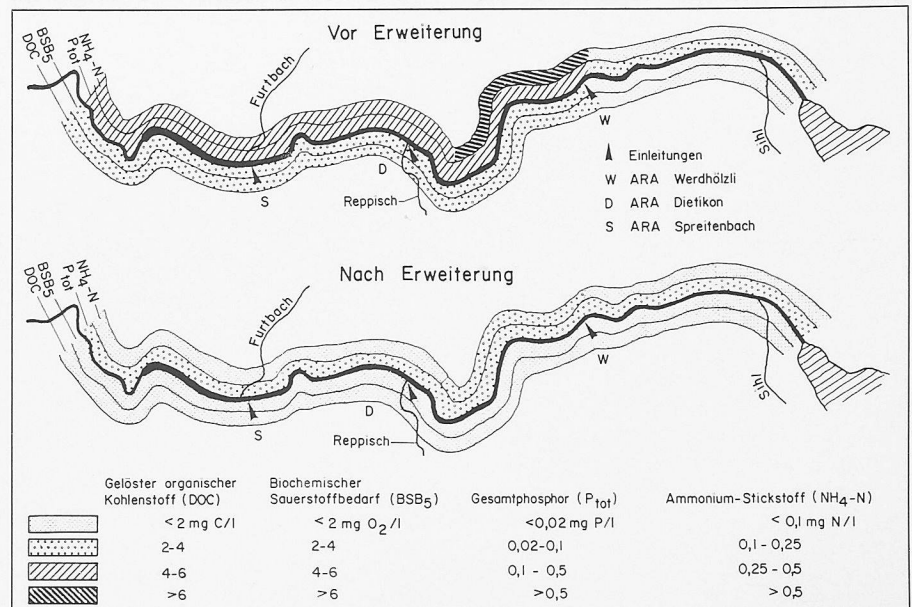 Vor Erweiterung
DOC
BSB5
Ptot
NH4-N
Furtbach
S
D
Reppisch
W
Sihl
Einleitungen
W ARA Werdhölzli
D ARA Dietikon
S ARA Spreitenbach
Nach Erweiterung
DOC
BSB5
Ptot
NH4-N
Furtbach
S
D
Reppisch
W
Sihl
Gelöster organischer Kohlenstoff (DOC)
Biochemischer Sauerstoffbedarf (BSB5)
Gesamtphosphor (Ptot)
Ammonium-Stickstoff (NH4-N)
< 2 mg C/l < 2 mg O2/l <0,02 mg P/l < 0,1 mg N/l
2-4 2-4 0,02-0,1 0,1 - 0,25
4-6 4-6 0,1 - 0,5 0,25 - 0,5
>6 >6 >0,5 > 0,5